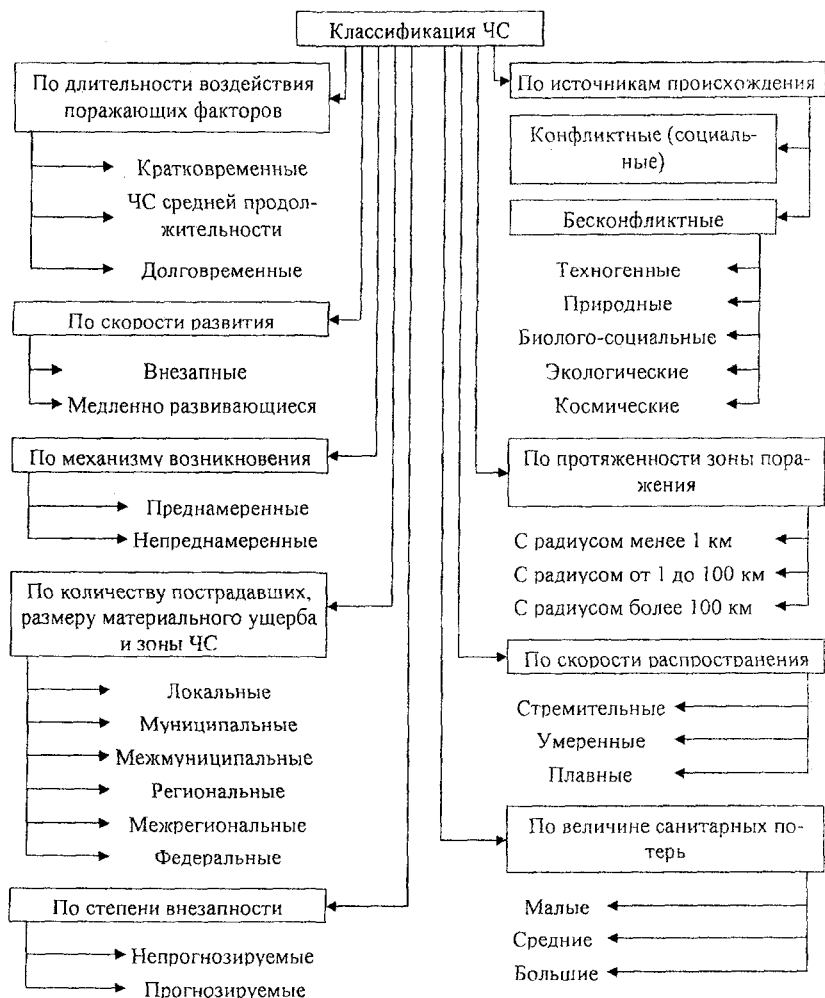 Классификация ЧС
По длительности воздействия
поражающих факторов
Кратковременные
ЧС средней продол-
жительности
Долговременные
По скорости развития
Внезапные
Медленно развивающиеся
По механизму возникновения
Преднамеренные
Непреднамеренные
По количеству пострадавших,
размеру материального ущерба
и зоны ЧС
Локальные
Муниципальные
Межмуниципальные
Региональные
Межрегиональные
Федеральные
По степени внезапности
Непрогнозируемые
Прогнозируемые
По источникам происхождения
Конфликтные (социаль-
ные)
Бесконфликтные
Техногенные
Природные
Биолого-социальные
Экологические
Космические
По протяженности зоны пора-
жения
С радиусом менее 1 км
С радиусом от 1 до 100 км
С радиусом более 100 км
По скорости распространения
Стремительные
Умеренные
Плавные
По величине санитарных по-
терь
Малые
Средние
Большие